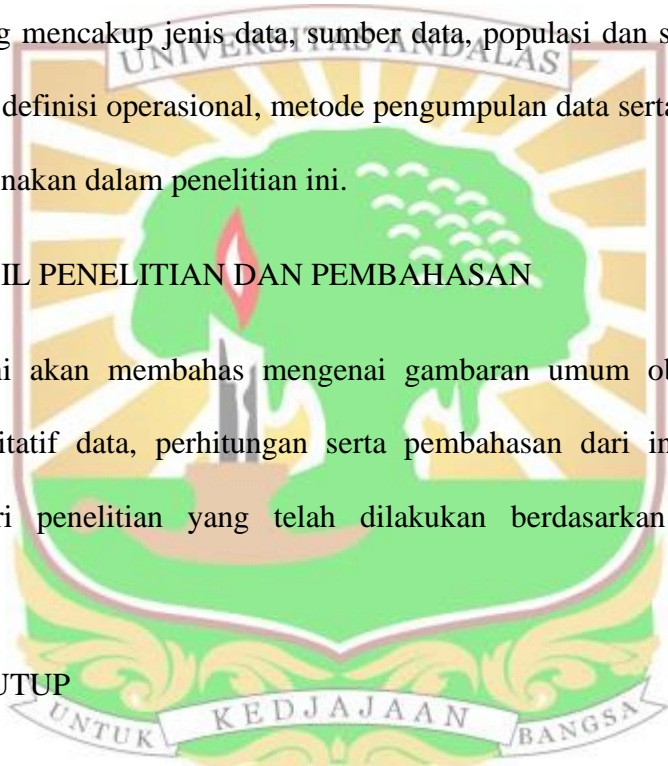 g mencakup jenis data, sumber data, populasi dan s
UNIVERSITAS ANDALAS
definisi operasional, metode pengumpulan data serta
nakan dalam penelitian ini.
IL PENELITIAN DAN PEMBAHASAN
ni akan membahas mengenai gambaran umum ob
itatif data, perhitungan serta pembahasan dari in
ri penelitian yang telah dilakukan berdasarkan
UTUP
UNTUK KEDJAJAAN BANGSA